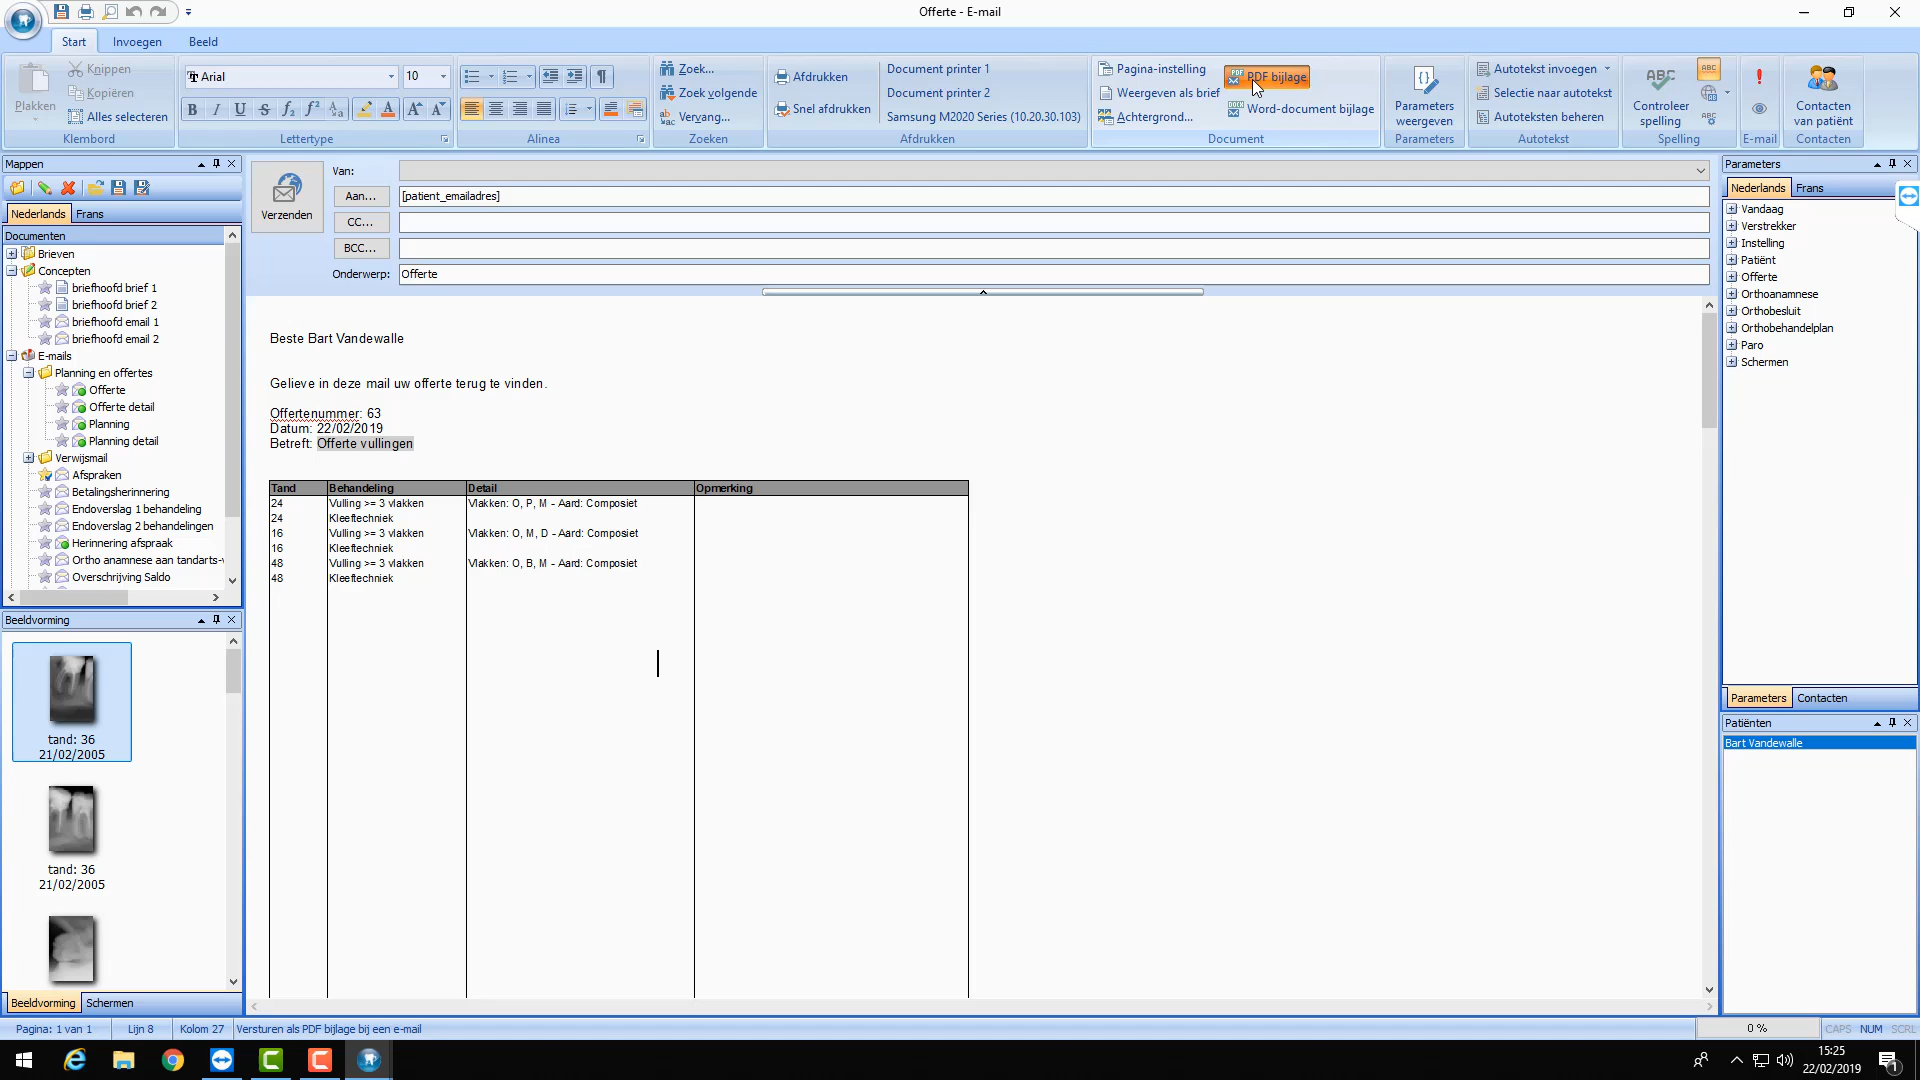 Offerte - E-mail
Start
Invoegen
Beeld
Plakken
Knippen
Kopiëren
Alles selecteren
Klembord
Arial
10
Lettertype
Alinea
Zoek...
Zoek volgende
Vervang...
Zoeken
Afdrukken
Snel afdrukken
Document printer 1
Document printer 2
Samsung M2020 Series (10.20.30.103)
Afdrukken
Pagina-instelling
Weergeven als brief
Achtergrond...
PDF bijlage
Word-document bijlage
Document
Parameters weergeven
Parameters
Autotekst invoegen
Selectie naar autotekst
Autoteksten beheren
Autotekst
Controleer spelling
Spelling
E-mail
Contacten van patiënt
Contacten
Mappen
Nederlands
Frans
Documenten
Brieven
Concepten
briefhoofd brief 1
briefhoofd brief 2
briefhoofd email 1
briefhoofd email 2
E-mails
Planning en offertes
Offerte
Offerte detail
Planning
Planning detail
Verwijsmail
Afspraken
Betalingsherinnering
Endoverslag 1 behandeling
Endoverslag 2 behandelingen
Herinnering afspraak
Ortho anamnese aan tandarts-v
Overschrijving Saldo
Beeldvorming
tand: 36
21/02/2005
tand: 36
21/02/2005
Beeldvorming
Schermen
Verzenden
Van:
Aan...
[patient_emailadres]
CC...
BCC...
Onderwerp:
Offerte
Beste Bart Vandewalle
Gelieve in deze mail uw offerte terug te vinden.
Offertenummer: 63
Datum: 22/02/2019
Betreft: Offerte vullingen
Tand Behandeling Detail Opmerking
24 Vulling >= 3 vlakken Vlakken: O, P, M - Aard: Composiet
24 Kleeftechniek
16 Vulling >= 3 vlakken Vlakken: O, M, D - Aard: Composiet
16 Kleeftechniek
48 Vulling >= 3 vlakken Vlakken: O, B, M - Aard: Composiet
48 Kleeftechniek
Parameters
Nederlands
Frans
Vandaag
Verstrekker
Instelling
Patiënt
Offerte
Orthoanamnese
Orthobesluit
Orthobehandelplan
Paro
Schermen
Parameters
Contacten
Patiënten
Bart Vandewalle
Pagina: 1 van 1
Lijn 8
Kolom 27
Versturen als PDF bijlage bij een e-mail
0 %
CAPS
NUM
SCRL
15:25
22/02/2019
1